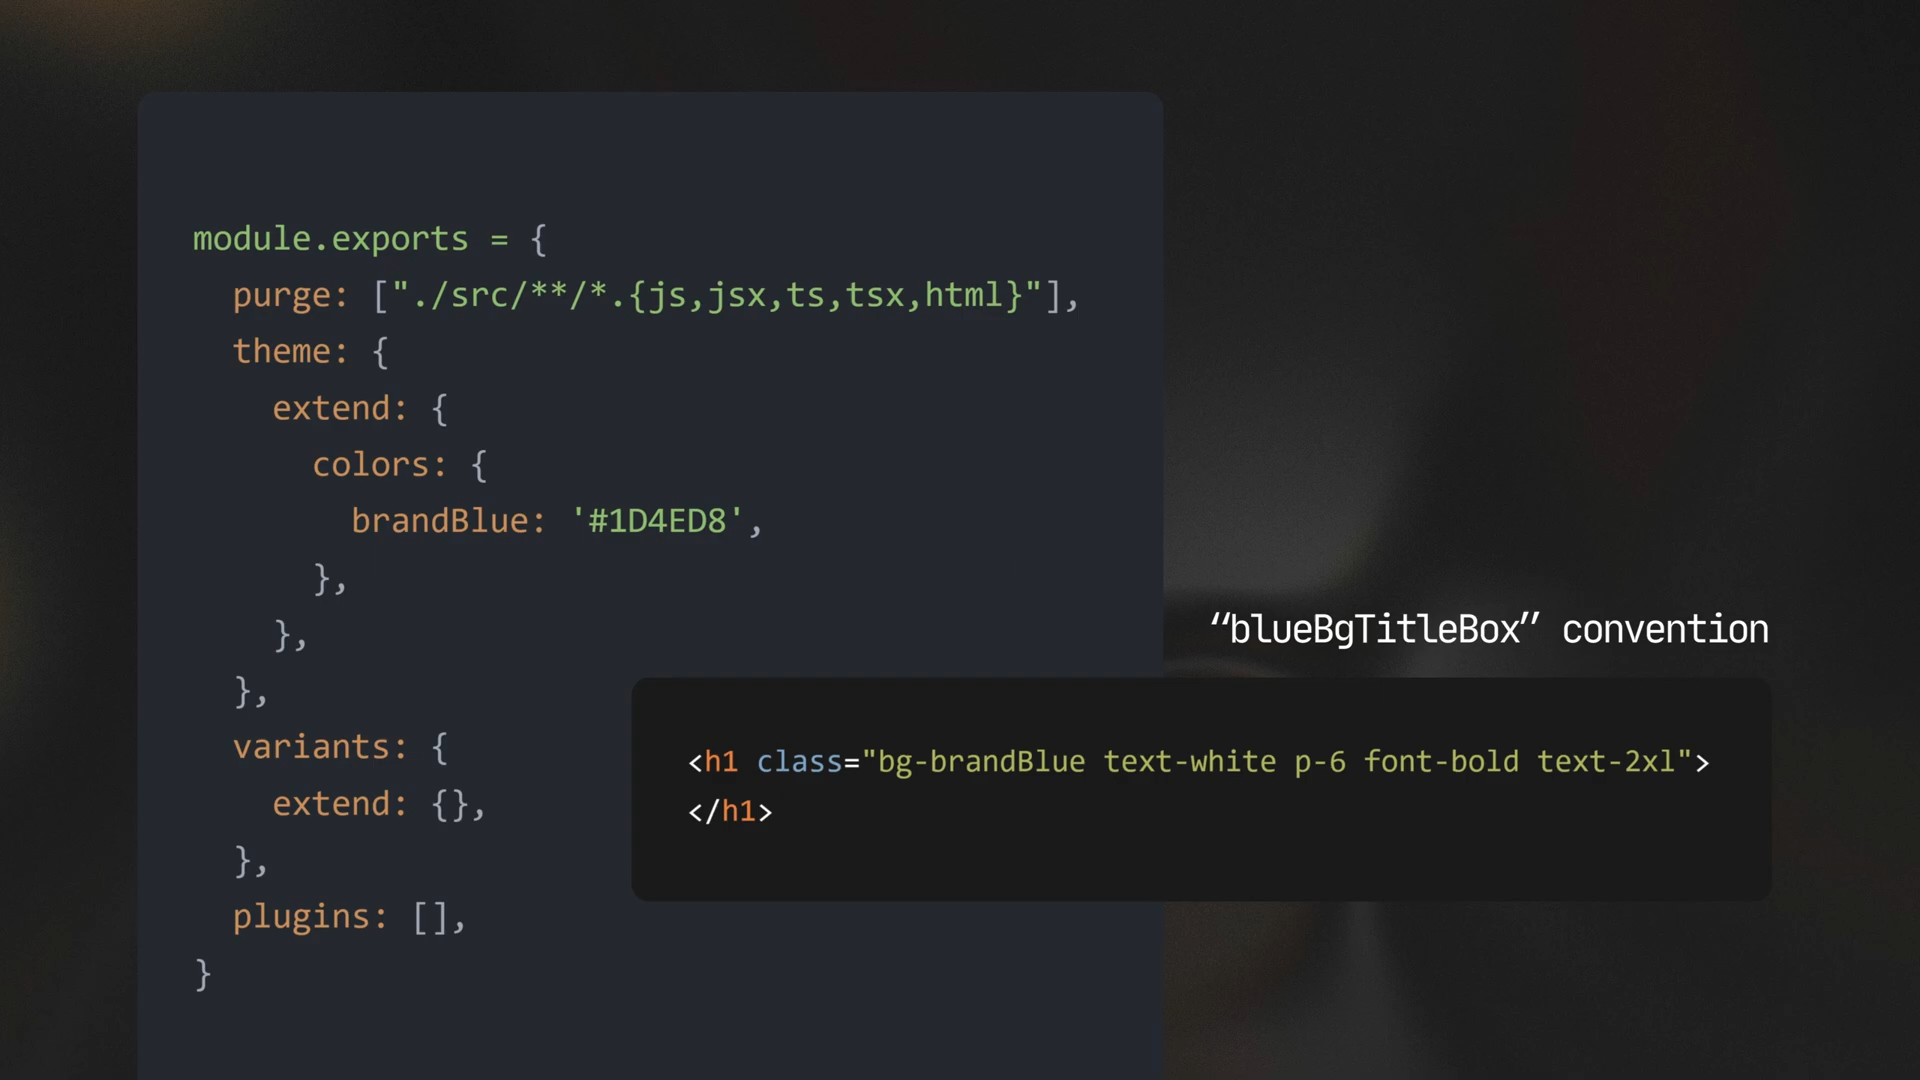 module.exports = {
  purge: ["./src/**/*.{js,jsx,ts,tsx,html}"],
  theme: {
    extend: {
      colors: {
        brandBlue: '#1D4ED8',
      },
    },
  },
  variants: {
    extend: {},
  },
  plugins: [],
}
“blueBgTitleBox” convention
<h1 class="bg-brandBlue text-white p-6 font-bold text-2xl">
</h1>